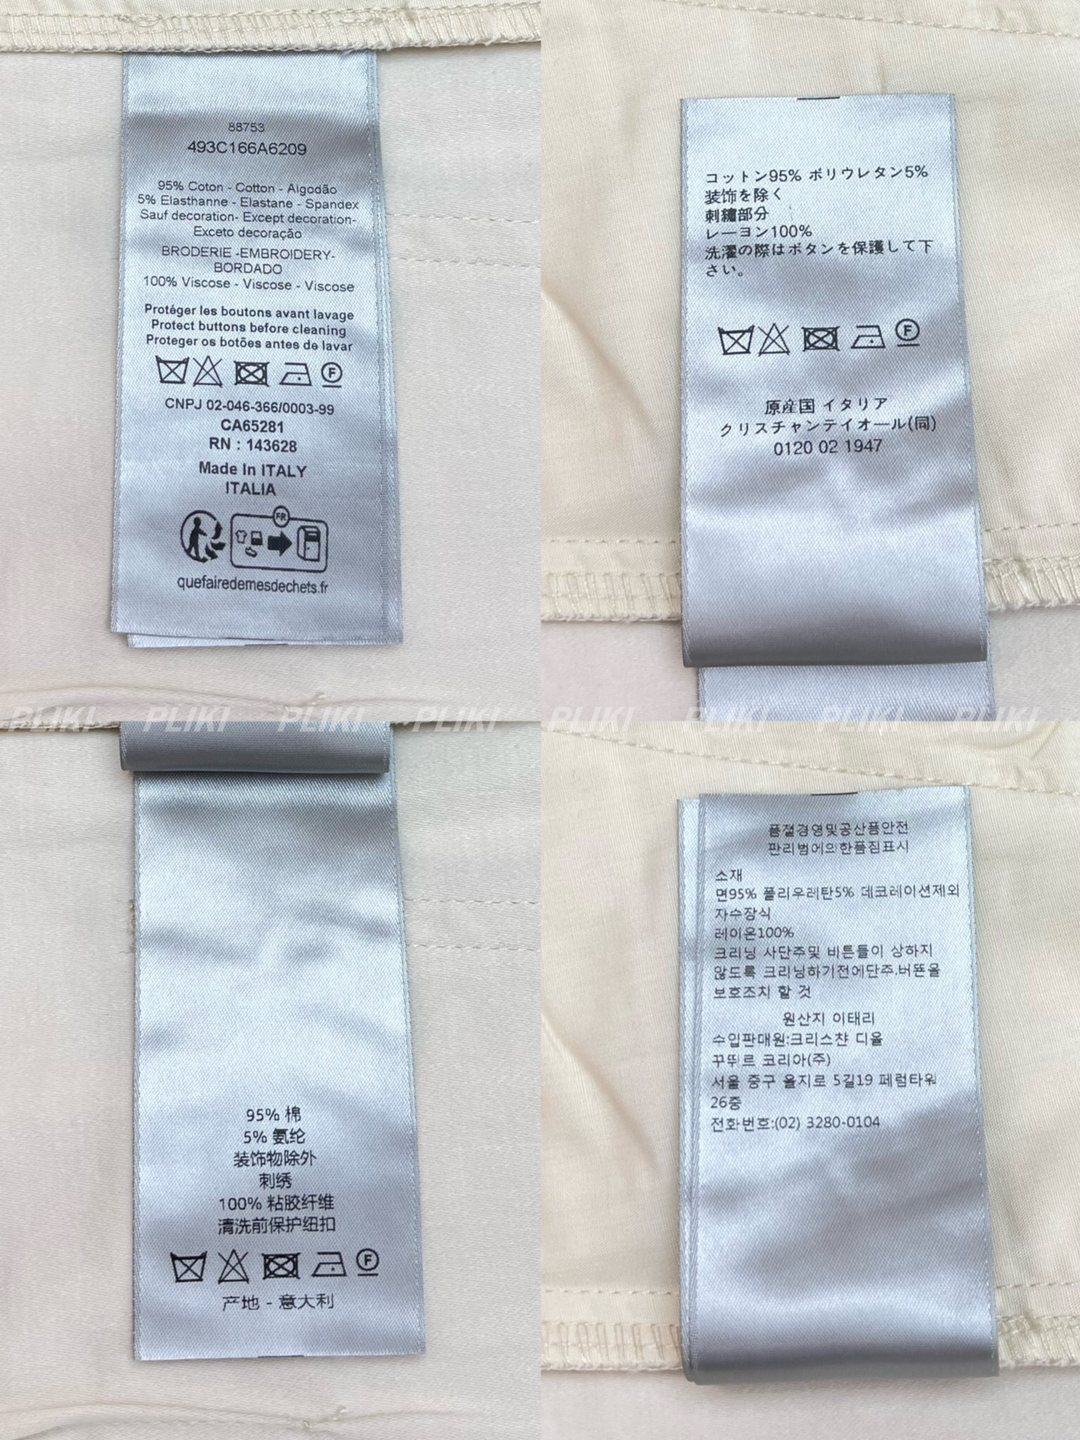 88753
493C166A6209
95% Coton - Cotton - Algodão
5% Elasthanne - Elastane - Spandex
Sauf decoration- Except decoration-
Exceto decoração
BRODERIE -EMBROIDERY-
BORDADO
100% Viscose - Viscose - Viscose
Protéger les boutons avant lavage
Protect buttons before cleaning
Proteger os botões antes de lavar
F
CNPJ 02-046-366/0003-99
CA65281
RN : 143628
Made In ITALY
ITALIA
FR
quefairedemesdechets.fr
コットン95% ポリウレタン5%
装饰を除く
刺繍部分
レーヨン100%
洗濯の際はボタンを保護して下
さい。
F
原産国 イタリア
クリスチャンテイオール(同)
0120 02 1947
PLIKI PLIKI PLIKI PLIKI PLIKI PLIKI PLIKI PLIKI
95% 棉
5% 氨纶
装饰物除外
刺绣
100% 粘胶纤维
清洗前保护纽扣
F
产地 - 意大利
품졀경영및공산품안전
판리범에의한품짐표시
소재
면95% 폴리우레탄5% 데코레이션제외
자수장식
레이온100%
크리닝 사단주및 비튼들이 상하지
않도록 크리닝하기전에단주,버뚄을
보호조치 할 것
원산지 이태리
수입판매원:크리스챤 디올
꾸뛰르 코리아(주)
서울 중구 을지로 5길19 페럼타워
26중
전화번호:(02) 3280-0104